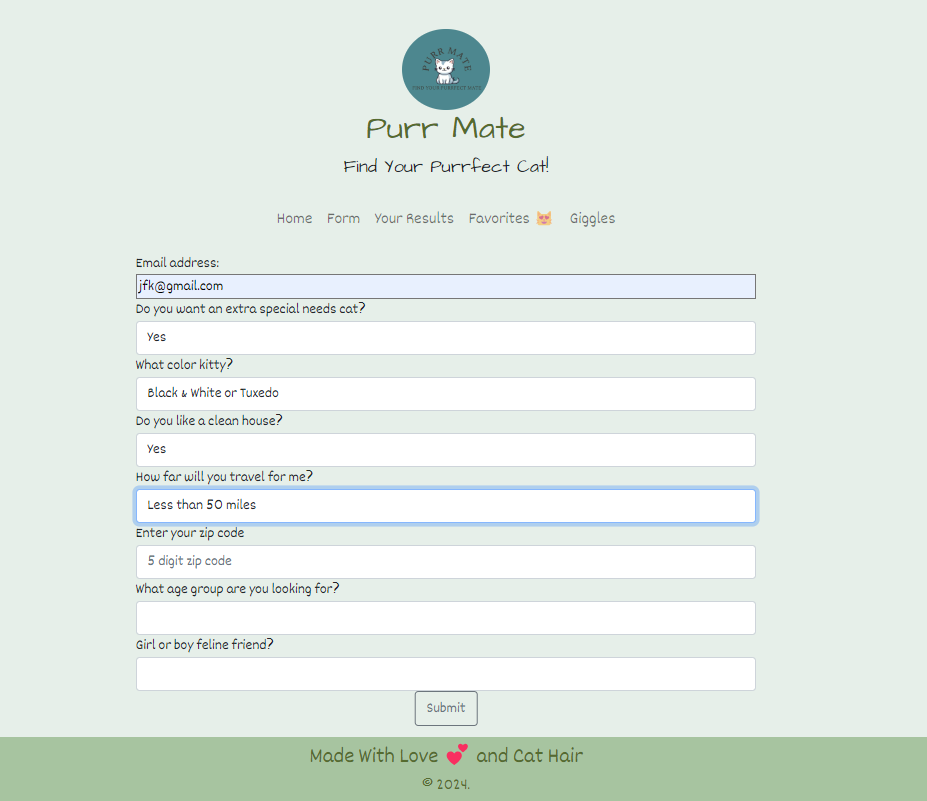 PURR MATE
FIND YOUR PURRFECT MATE
Purr Mate
Find Your Purrfect Cat!
Home Form Your Results Favorites 😻 Giggles
Email address:
jfk@gmail.com
Do you want an extra special needs cat?
Yes
What color kitty?
Black & White or Tuxedo
Do you like a clean house?
Yes
How far will you travel for me?
Less than 50 miles
Enter your zip code
5 digit zip code
What age group are you looking for?
Girl or boy feline friend?
Submit
Made With Love 💕 and Cat Hair
© 2024.